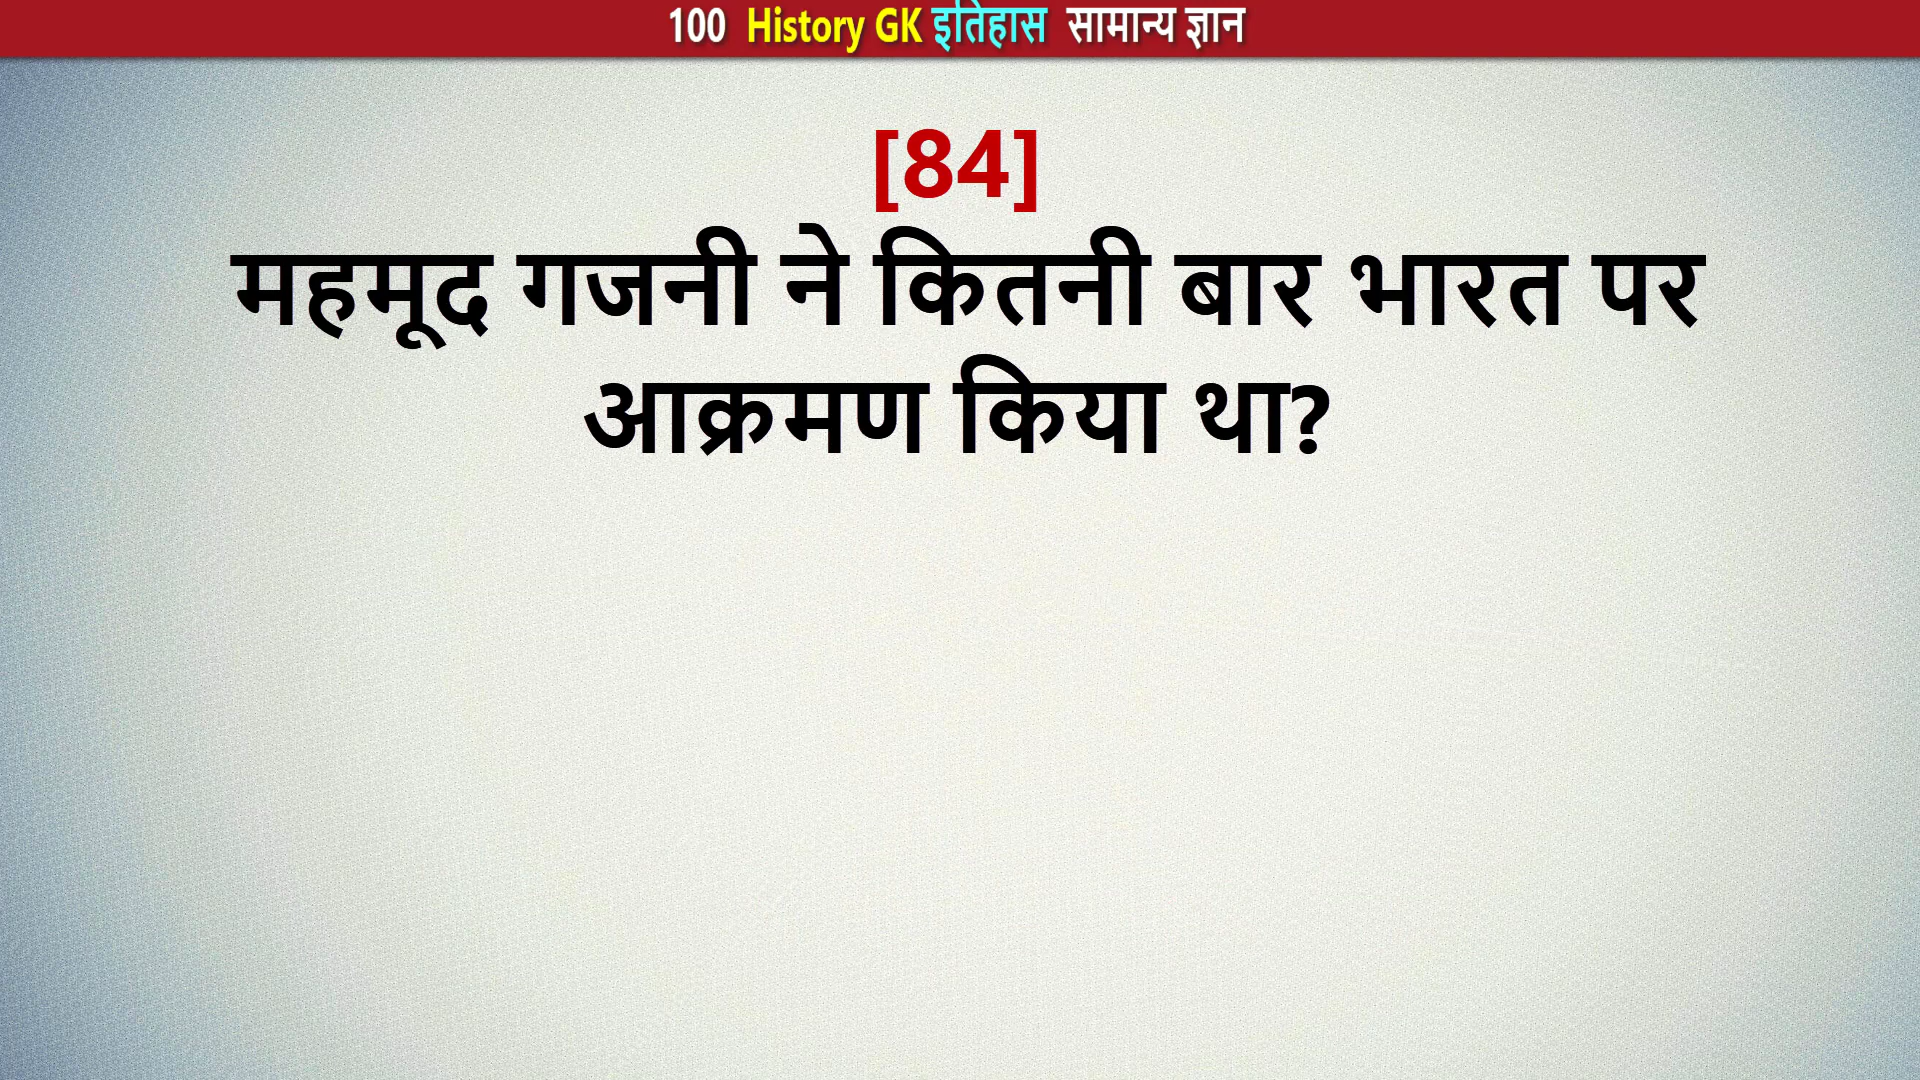 100 History GK इतिहास सामान्य ज्ञान
[84]
महमूद गजनी ने कितनी बार भारत पर
आक्रमण किया था?